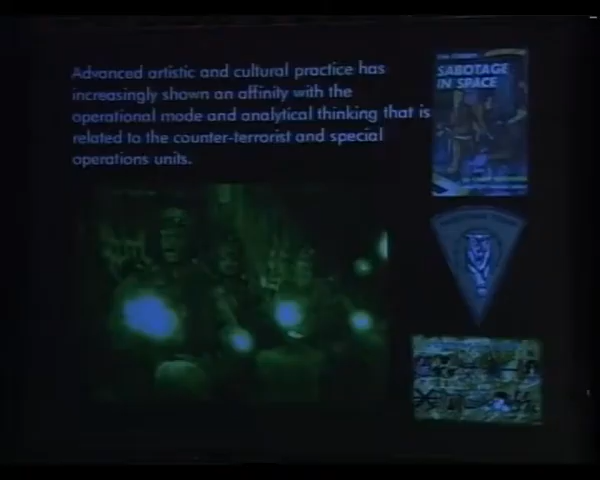 Advanced artistic and cultural practice has
increasingly shown an affinity with the
operational mode and analytical thinking that is
related to the counter-terrorist and special
operations units.
SABOTAGE
IN SPACE